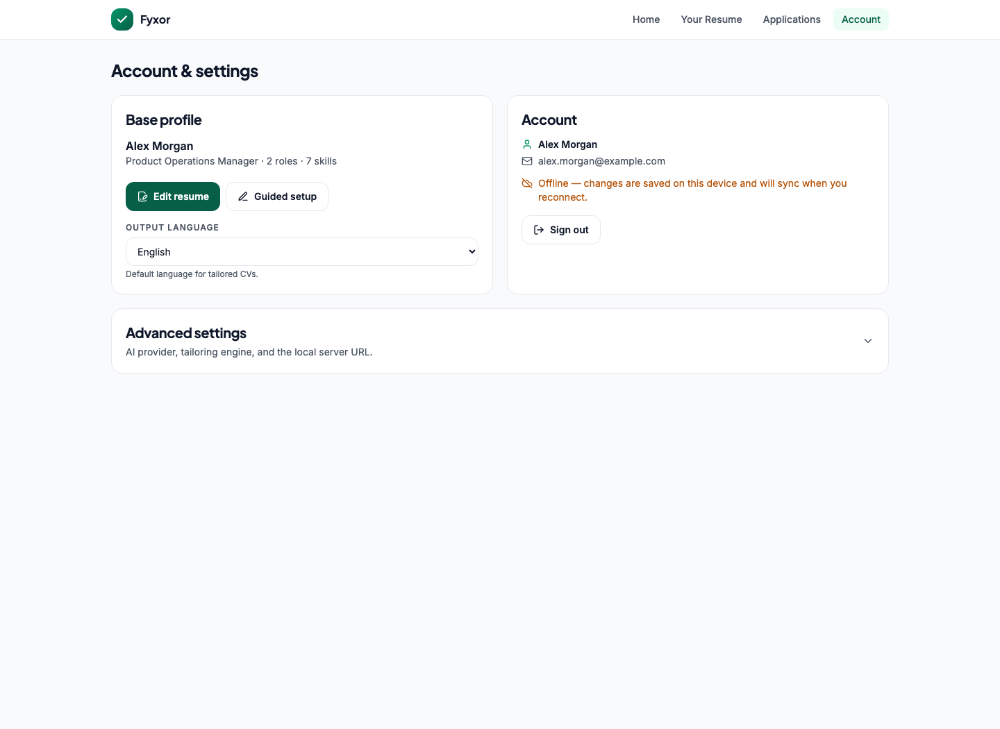 Fyxor
Home
Your Resume
Applications
Account
Account & settings
Base profile
Alex Morgan
Product Operations Manager · 2 roles · 7 skills
Edit resume
Guided setup
OUTPUT LANGUAGE
English
Default language for tailored CVs.
Account
Alex Morgan
alex.morgan@example.com
Offline — changes are saved on this device and will sync when you
reconnect.
Sign out
Advanced settings
AI provider, tailoring engine, and the local server URL.